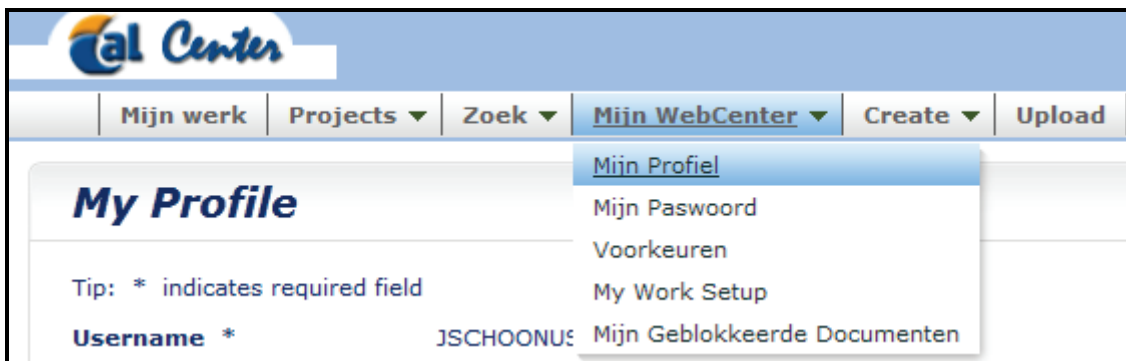 al Center
Mijn werk Projects Zoek Mijn WebCenter Create Upload
Mijn Profiel
Mijn Paswoord
Voorkeuren
My Work Setup
Mijn Geblokkeerde Documenten
My Profile
Tip: * indicates required field
Username *